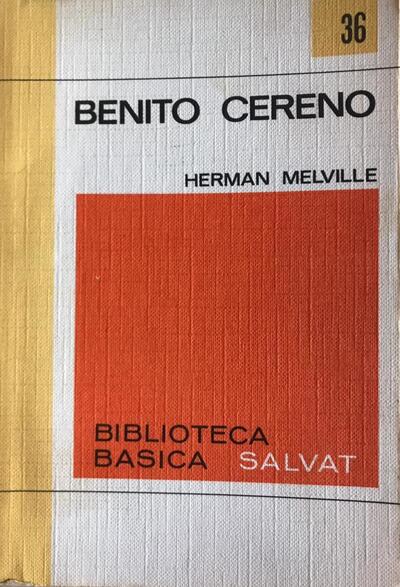 36
BENITO CERENO
HERMAN MELVILLE
BIBLIOTECA
BASICA SALVAT